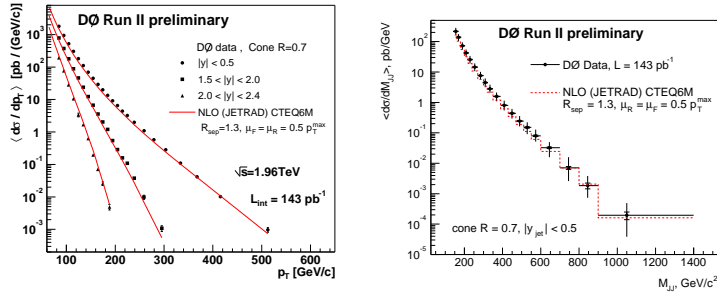 DØ Run II preliminary
⟨ dσ / dp_T ⟩ [pb / (GeV/c)]
10^3
10^2
10
1
10^-1
10^-2
10^-3
DØ data , Cone R=0.7
|y| < 0.5
1.5 < |y| < 2.0
2.0 < |y| < 2.4
NLO (JETRAD) CTEQ6M
R_sep=1.3, μ_F = μ_R = 0.5 p_T^max
√s=1.96TeV
L_int = 143 pb^-1
100 200 300 400 500 600
p_T [GeV/c]
DØ Run II preliminary
<dσ/dM_JJ>, pb/GeV
10^3
10^2
10
1
10^-1
10^-2
10^-3
10^-4
10^-5
DØ Data, L = 143 pb^-1
NLO (JETRAD) CTEQ6M
R_sep = 1.3, μ_F = μ_R = 0.5 p_T^max
cone R = 0.7, |y_jet| < 0.5
200 400 600 800 1000 1200 1400
M_JJ, GeV/c^2